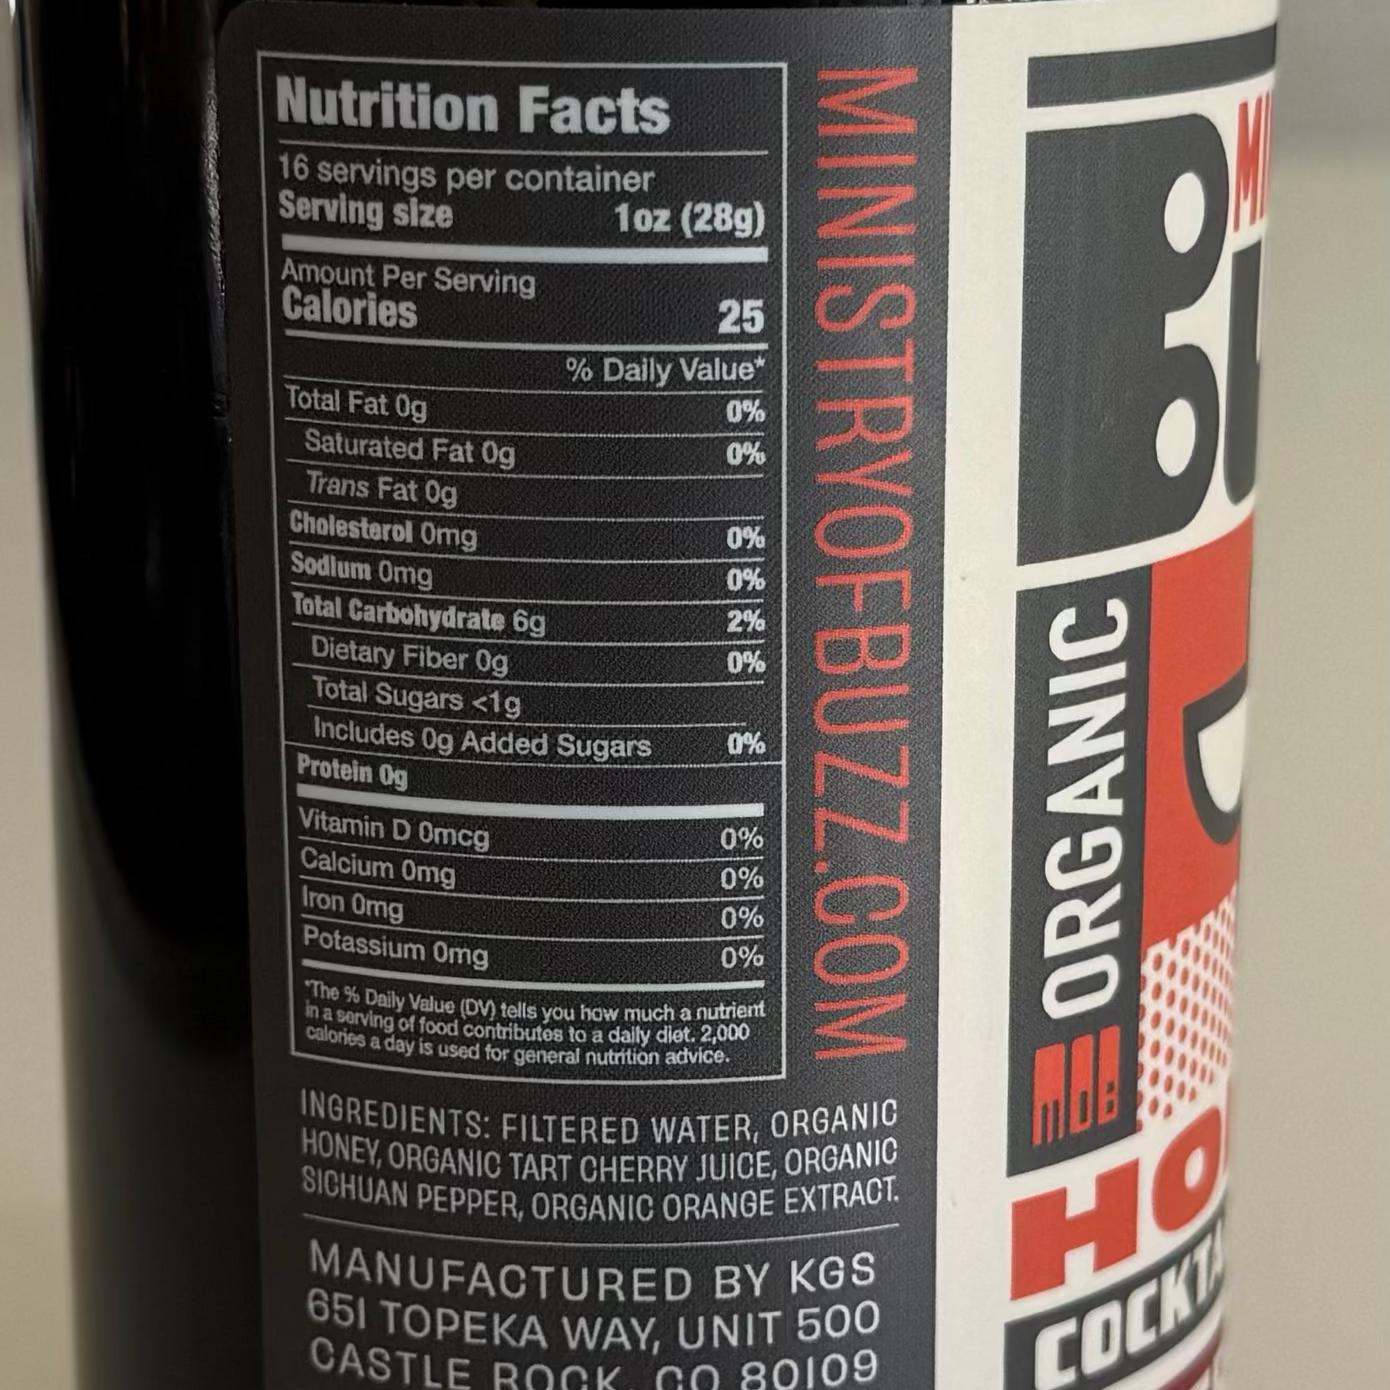 Nutrition Facts
16 servings per container
Serving size 1oz (28g)
Amount Per Serving
Calories 25
% Daily Value*
Total Fat 0g 0%
Saturated Fat 0g 0%
Trans Fat 0g
Cholesterol 0mg 0%
Sodium 0mg 0%
Total Carbohydrate 6g 2%
Dietary Fiber 0g 0%
Total Sugars <1g
Includes 0g Added Sugars 0%
Protein 0g
Vitamin D 0mcg 0%
Calcium 0mg 0%
Iron 0mg 0%
Potassium 0mg 0%
*The % Daily Value (DV) tells you how much a nutrient
in a serving of food contributes to a daily diet. 2,000
calories a day is used for general nutrition advice.
INGREDIENTS: FILTERED WATER, ORGANIC
HONEY, ORGANIC TART CHERRY JUICE, ORGANIC
SICHUAN PEPPER, ORGANIC ORANGE EXTRACT.
MANUFACTURED BY KGS
651 TOPEKA WAY, UNIT 500
CASTLE ROCK, CO 80109
MINISTRYOFBUZZ.COM
ORGANIC
MOB